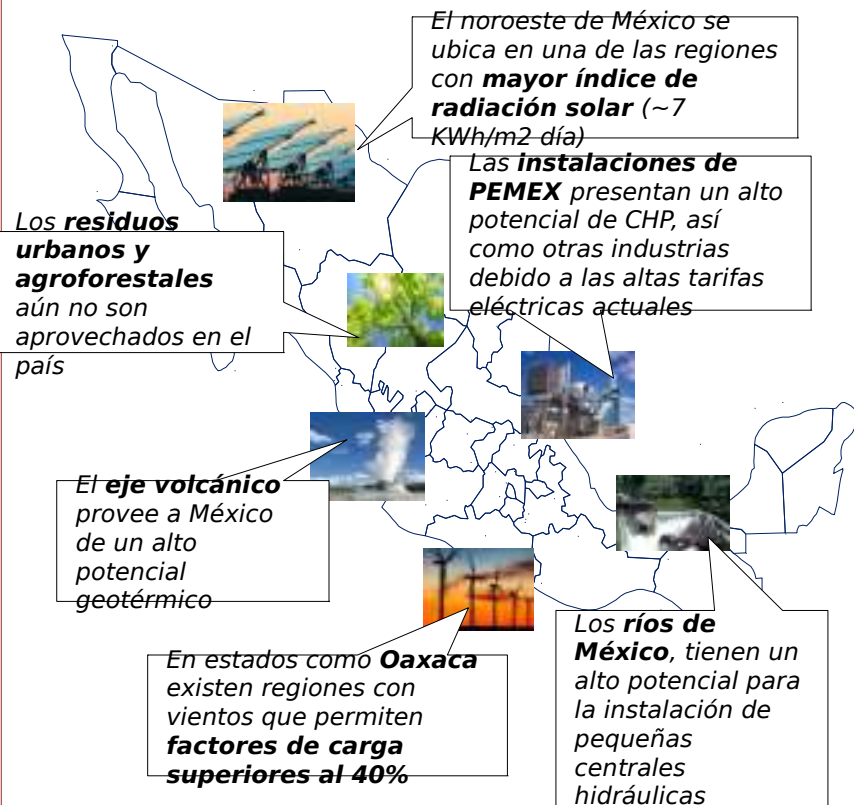 El noroeste de México se
ubica en una de las regiones
con mayor índice de
radiación solar (~7
KWh/m2 día)
Las instalaciones de
PEMEX presentan un alto
potencial de CHP, así
como otras industrias
debido a las altas tarifas
eléctricas actuales
Los residuos
urbanos y
agroforestales
aún no son
aprovechados en el
país
El eje volcánico
provee a México
de un alto
potencial
geotérmico
En estados como Oaxaca
existen regiones con
vientos que permiten
factores de carga
superiores al 40%
Los ríos de
México, tienen un
alto potencial para
la instalación de
pequeñas
centrales
hidráulicas